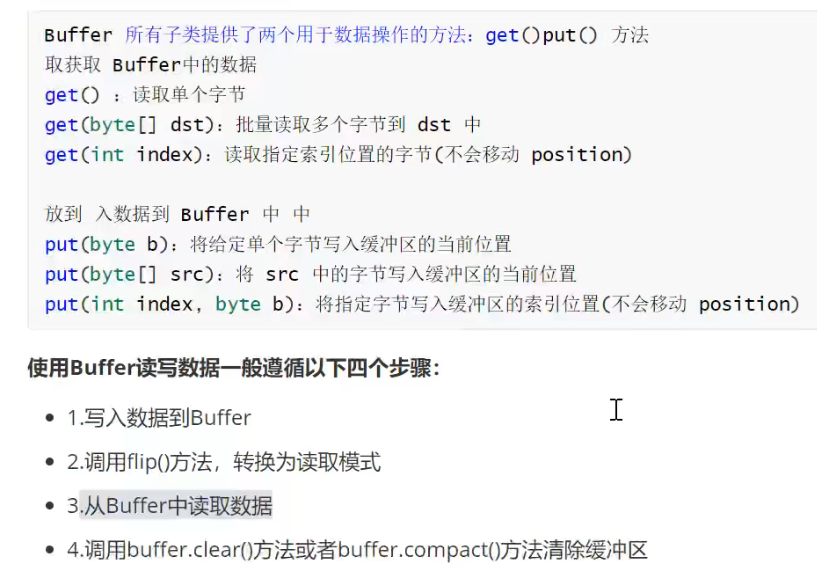 Buffer 所有子类提供了两个用于数据操作的方法：get()put() 方法
取获取 Buffer中的数据
get() ：读取单个字节
get(byte[] dst)：批量读取多个字节到 dst 中
get(int index)：读取指定索引位置的字节(不会移动 position)
放到 入数据到 Buffer 中 中
put(byte b)：将给定单个字节写入缓冲区的当前位置
put(byte[] src)：将 src 中的字节写入缓冲区的当前位置
put(int index, byte b)：将指定字节写入缓冲区的索引位置(不会移动 position)
使用Buffer读写数据一般遵循以下四个步骤：
• 1.写入数据到Buffer
• 2.调用flip()方法，转换为读取模式
• 3.从Buffer中读取数据
• 4.调用buffer.clear()方法或者buffer.compact()方法清除缓冲区